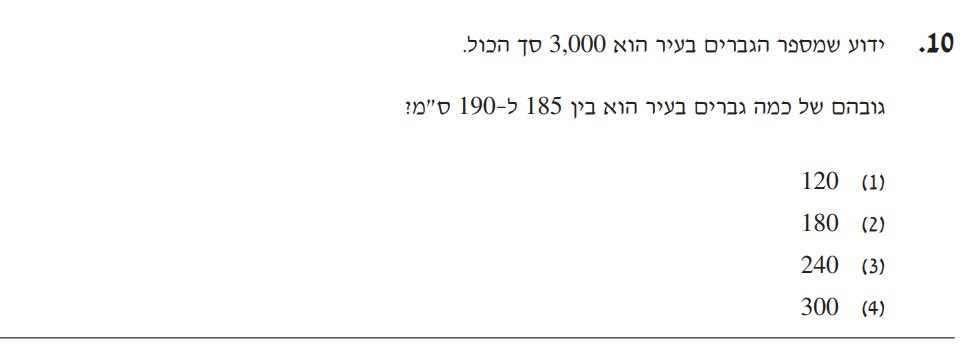 10. ידוע שמספר הגברים בעיר הוא 3,000 סך הכול.
גובהם של כמה גברים בעיר הוא בין 185 ל-190 ס"מ?
(1) 120
(2) 180
(3) 240
(4) 300